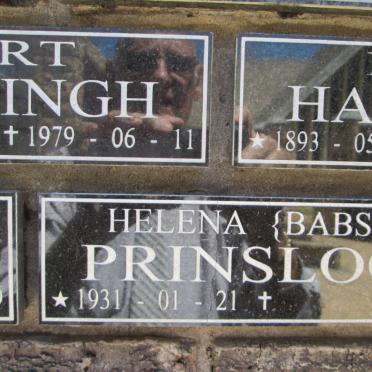 RT
INGH
✝ 1979 - 06 - 11
HA
★ 1893 - 05
HELENA {BABS
PRINSLOO
★ 1931 - 01 - 21 ✝